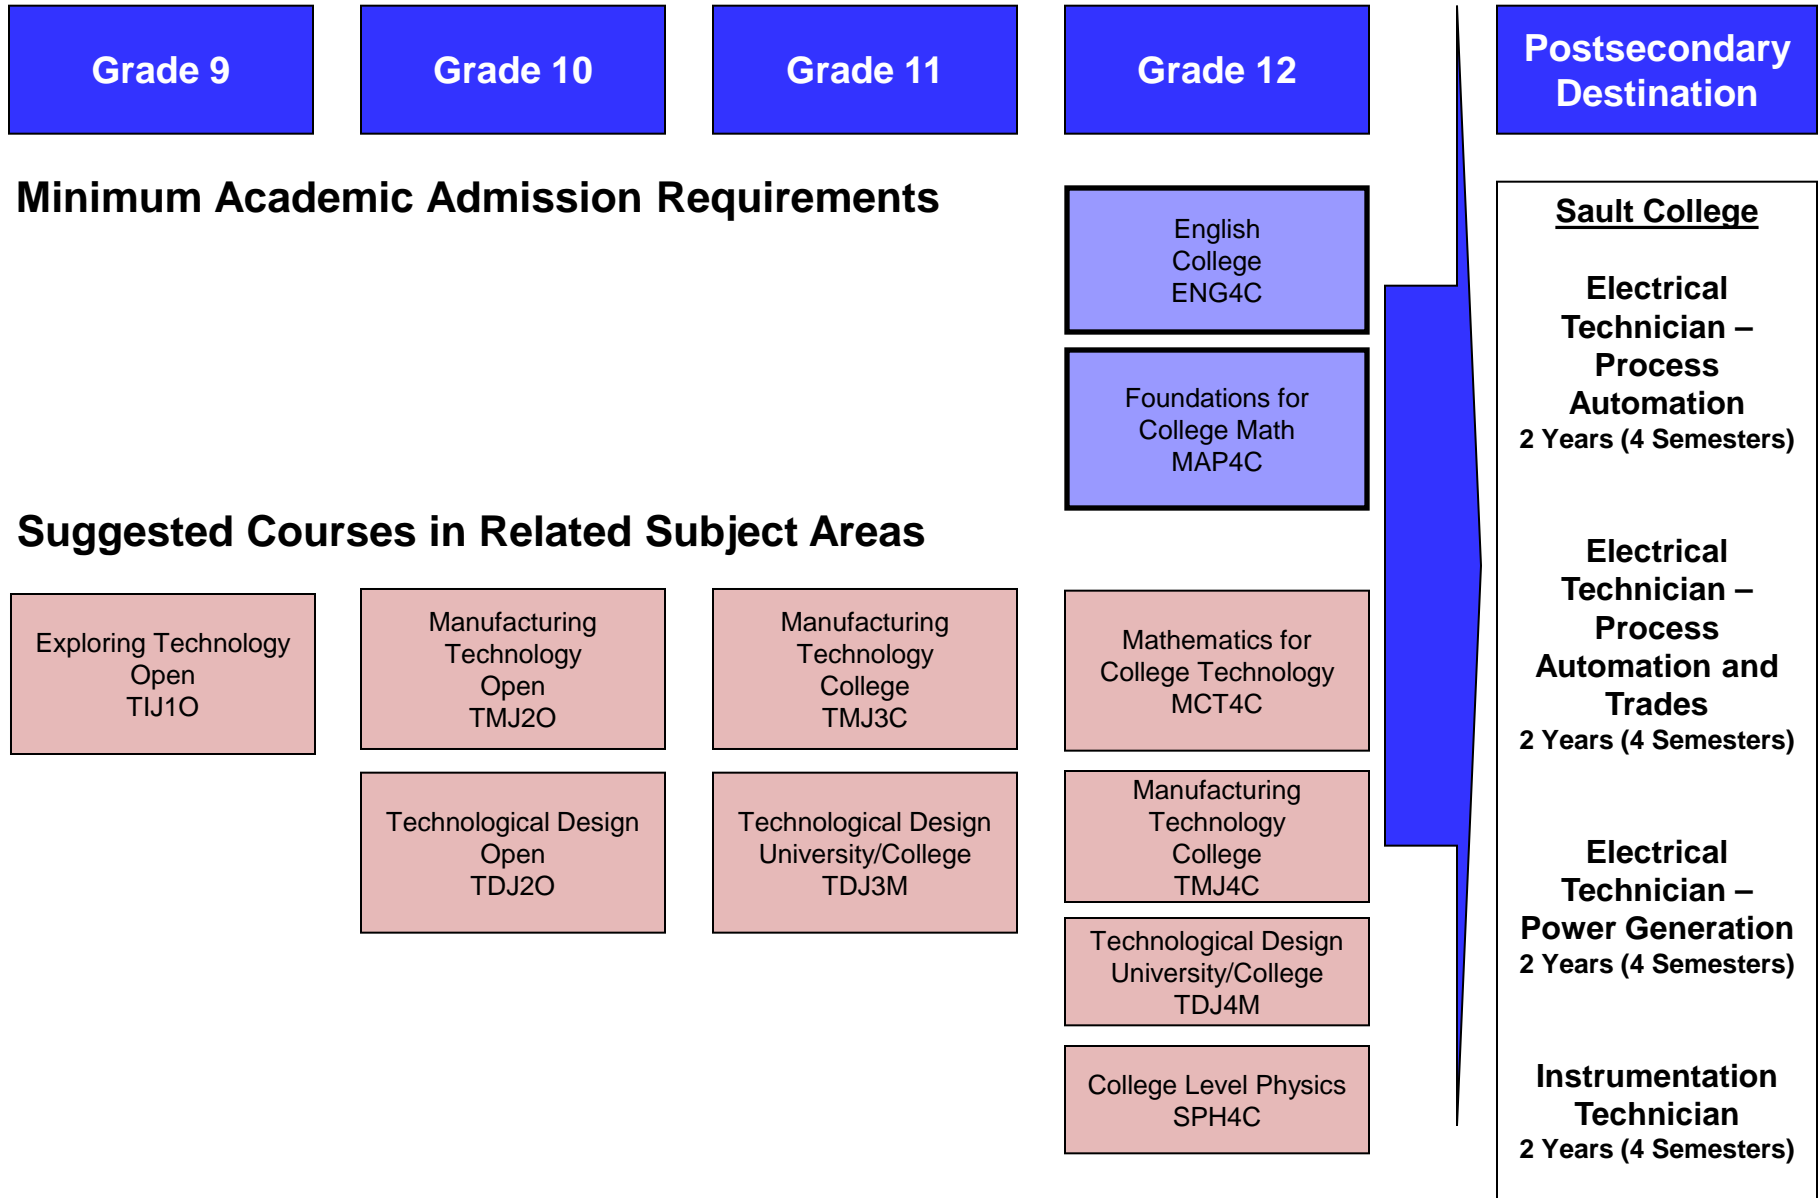 Grade 9
Grade 10
Grade 11
Grade 12
Postsecondary
Destination
Minimum Academic Admission Requirements
English
College
ENG4C
Foundations for
College Math
MAP4C
Suggested Courses in Related Subject Areas
Exploring Technology
Open
TIJ1O
Manufacturing
Technology
Open
TMJ2O
Technological Design
Open
TDJ2O
Manufacturing
Technology
College
TMJ3C
Technological Design
University/College
TDJ3M
Mathematics for
College Technology
MCT4C
Manufacturing
Technology
College
TMJ4C
Technological Design
University/College
TDJ4M
College Level Physics
SPH4C
Sault College
Electrical
Technician –
Process
Automation
2 Years (4 Semesters)
Electrical
Technician –
Process
Automation and
Trades
2 Years (4 Semesters)
Electrical
Technician –
Power Generation
2 Years (4 Semesters)
Instrumentation
Technician
2 Years (4 Semesters)